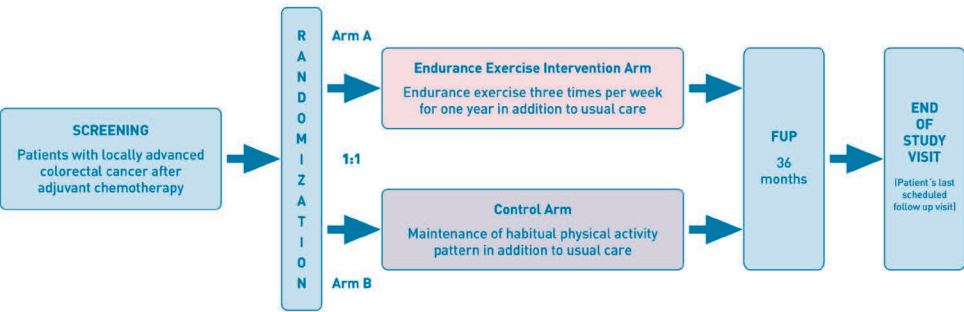 SCREENING
Patients with locally advanced
colorectal cancer after
adjuvant chemotherapy
R
A
N
D
O
M
I
Z
A
T
I
O
N
Arm A
1:1
Arm B
Endurance Exercise Intervention Arm
Endurance exercise three times per week
for one year in addition to usual care
Control Arm
Maintenance of habitual physical activity
pattern in addition to usual care
FUP
36
months
END
OF
STUDY
VISIT
(Patient´s last
scheduled
follow up visit)